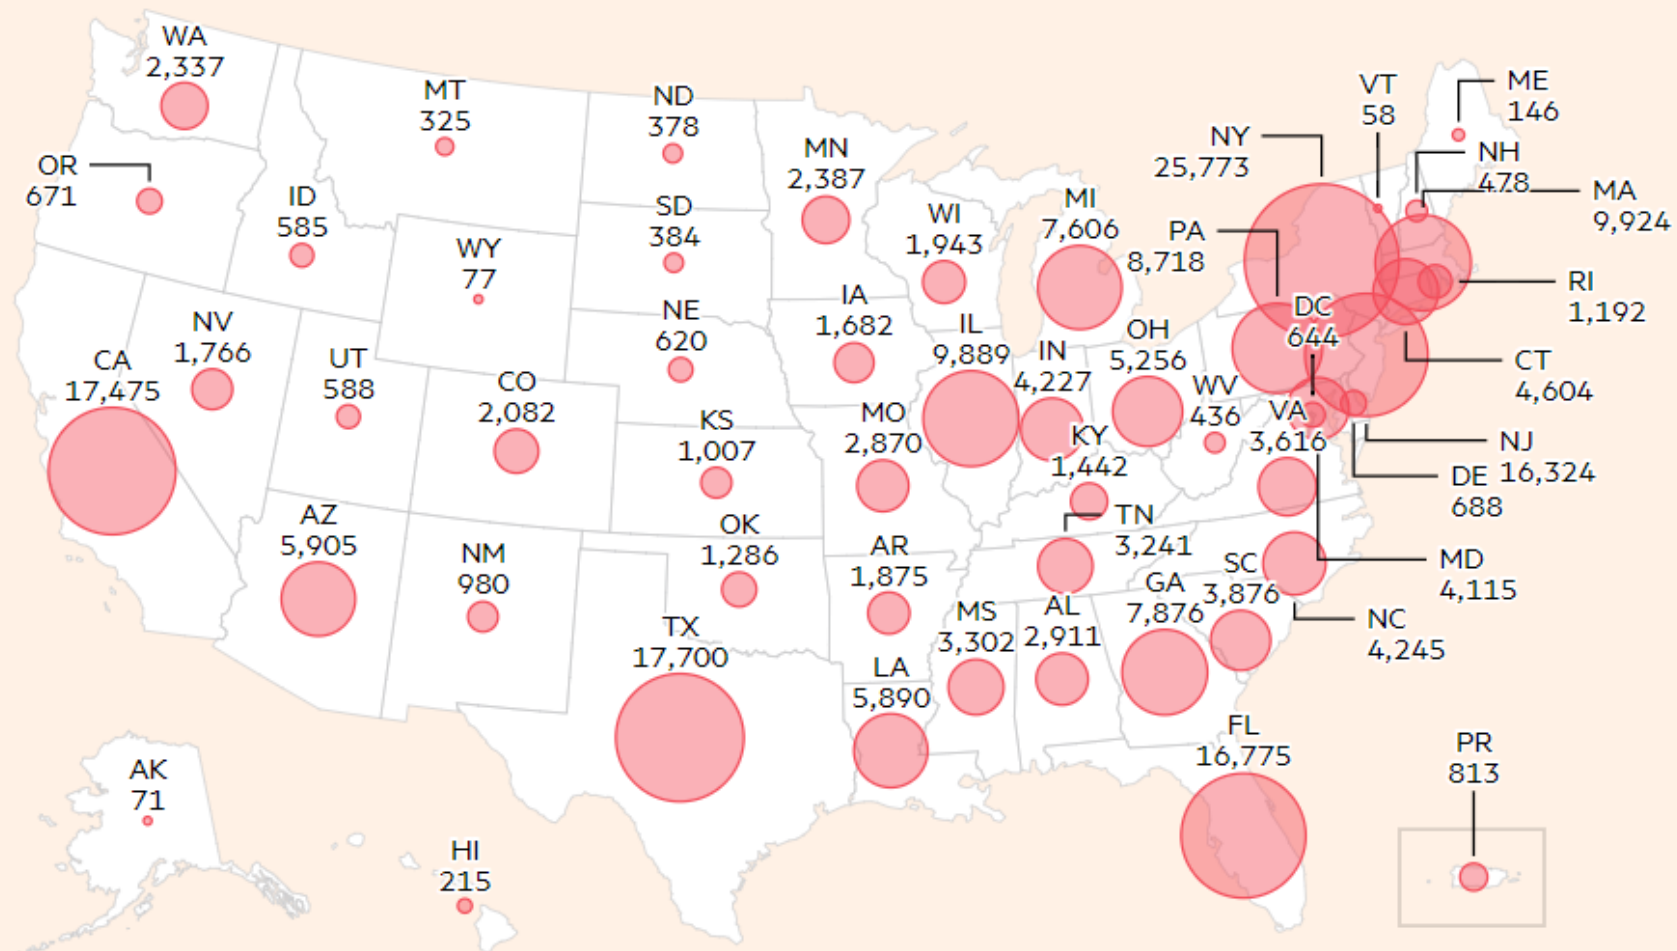 WA
2,337
MT
325
ND
378
VT
58
ME
146
OR
671
ID
585
MN
2,387
NY
25,773
NH
478
MA
9,924
SD
384
WI
1,943
MI
7,606
PA
8,718
WY
77
RI
1,192
NV
1,766
NE
620
IA
1,682
IL
9,889
IN
4,227
OH
5,256
DC
644
CA
17,475
UT
588
CO
2,082
CT
4,604
KS
1,007
MO
2,870
KY
1,442
WV
436
VA
3,616
NJ
16,324
DE
688
AZ
5,905
NM
980
OK
1,286
AR
1,875
TN
3,241
MD
4,115
SC
3,876
GA
7,876
MS
3,302
AL
2,911
NC
4,245
TX
17,700
LA
5,890
FL
16,775
PR
813
AK
71
HI
215